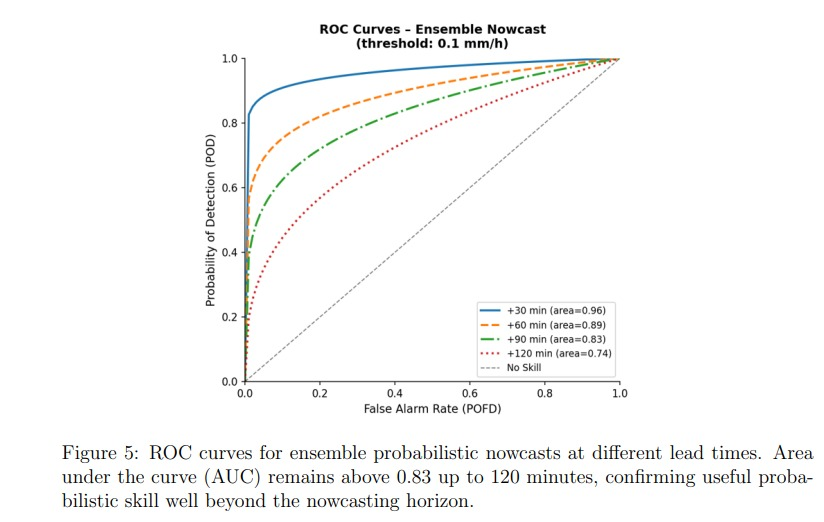 ROC Curves – Ensemble Nowcast
(threshold: 0.1 mm/h)
1.0
0.8
0.6
0.4
0.2
0.0
Probability of Detection (POD)
+30 min (area=0.96)
+60 min (area=0.89)
+90 min (area=0.83)
+120 min (area=0.74)
No Skill
0.0 0.2 0.4 0.6 0.8 1.0
False Alarm Rate (POFD)
Figure 5: ROC curves for ensemble probabilistic nowcasts at different lead times. Area
under the curve (AUC) remains above 0.83 up to 120 minutes, confirming useful proba-
bilistic skill well beyond the nowcasting horizon.